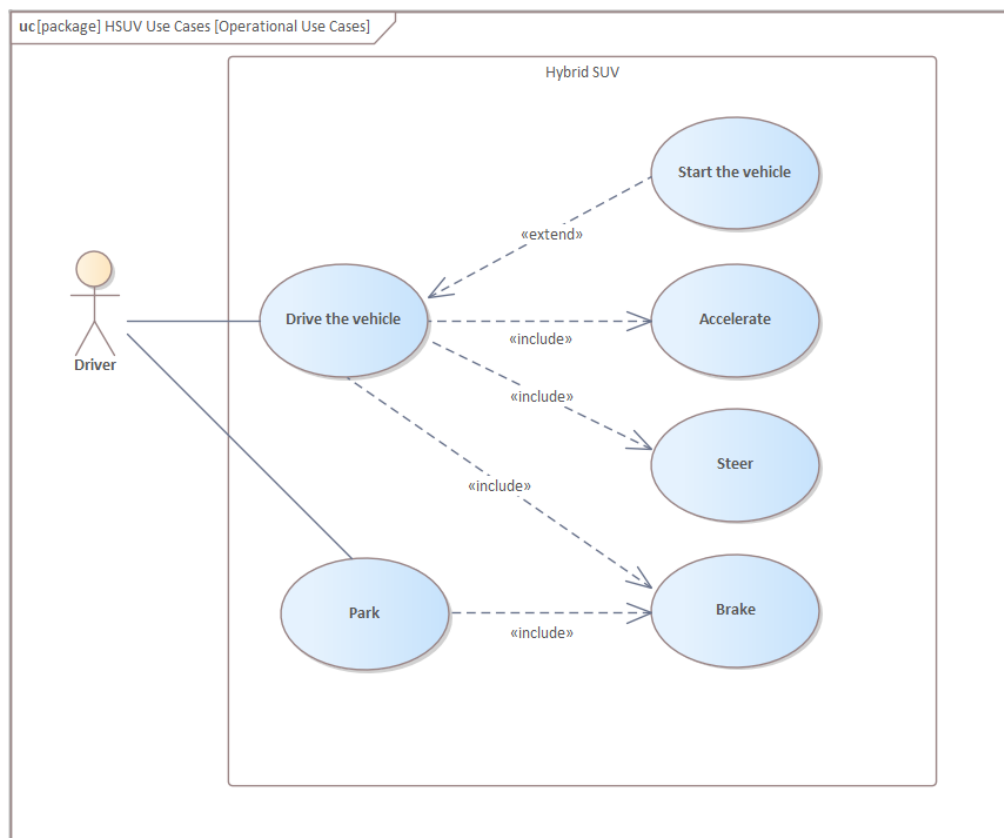 uc [package] HSUV Use Cases [Operational Use Cases]
Hybrid SUV
Start the vehicle
«extend»
Drive the vehicle
Accelerate
«include»
Driver
«include»
Steer
«include»
Park
Brake
«include»